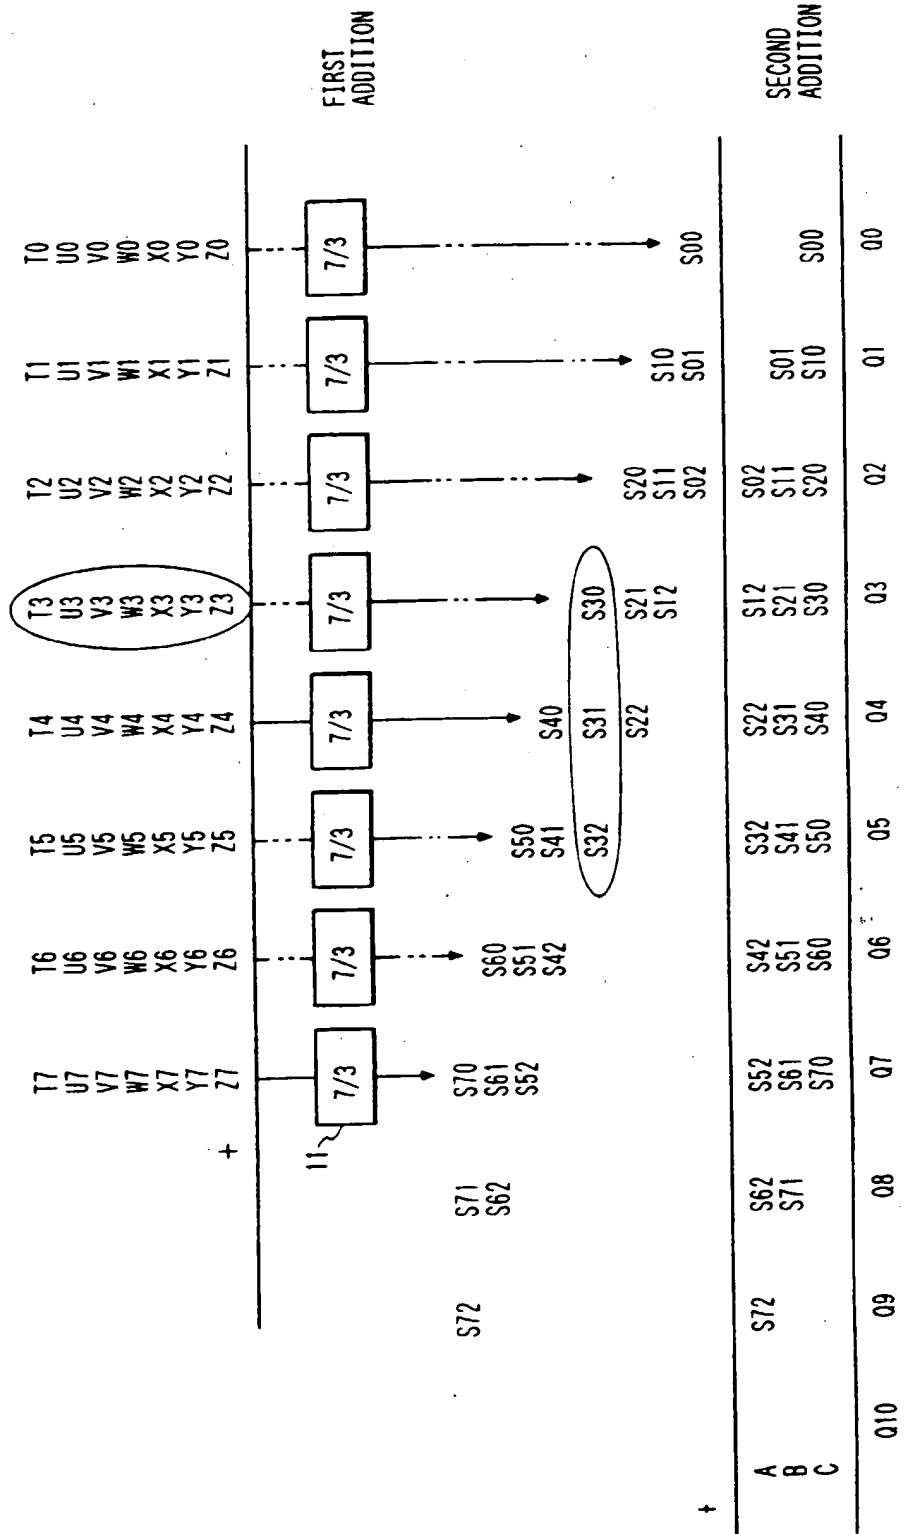 T7 T6 T5 T4 T3 T2 T1 T0
U7 U6 U5 U4 U3 U2 U1 U0
V7 V6 V5 V4 V3 V2 V1 V0
W7 W6 W5 W4 W3 W2 W1 W0
X7 X6 X5 X4 X3 X2 X1 X0
Y7 Y6 Y5 Y4 Y3 Y2 Y1 Y0
+ Z7 Z6 Z5 Z4 Z3 Z2 Z1 Z0
11 7/3 7/3 7/3 7/3 7/3 7/3 7/3 7/3
FIRST
ADDITION
S72 S71 S70
S62 S61 S60
S52 S51 S50
S42 S41 S40
S32 S31 S30
S22 S21 S20
S12 S11 S10
S02 S01 S00
+
A S72 S62 S52 S42 S32 S22 S12 S02
B S71 S61 S51 S41 S31 S21 S11 S01
C S70 S60 S50 S40 S30 S20 S10 S00
SECOND
ADDITION
Q10 Q9 Q8 Q7 Q6 Q5 Q4 Q3 Q2 Q1 Q0